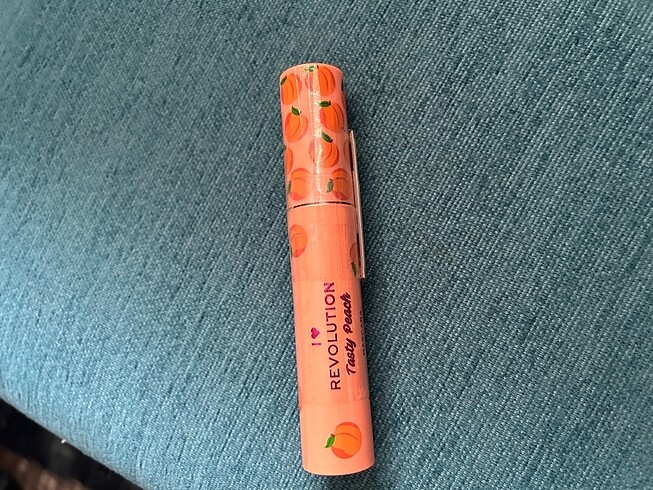 I ♥
REVOLUTION
Tasty Peach